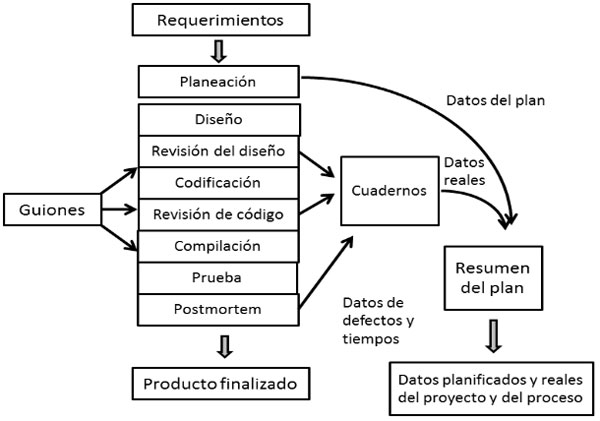 Requerimientos
Planeación
Datos del plan
Diseño
Revisión del diseño
Codificación
Revisión de código
Compilación
Prueba
Postmortem
Guiones
Cuadernos
Datos
reales
Resumen
del plan
Datos de
defectos y
tiempos
Producto finalizado
Datos planificados y reales
del proyecto y del proceso